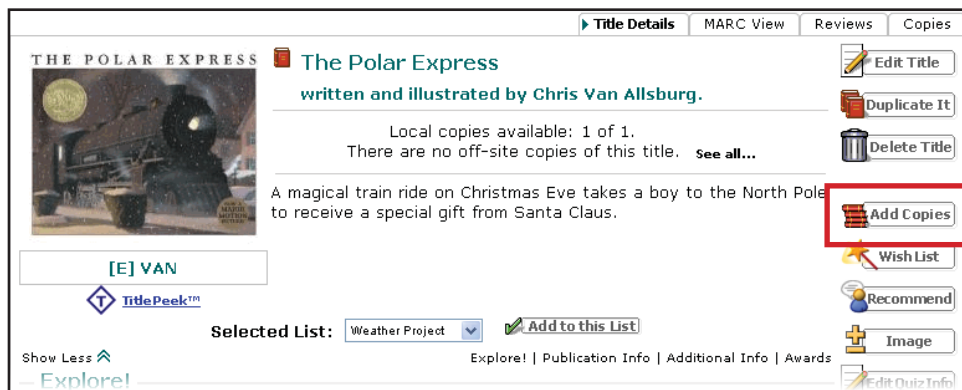 Title Details
MARC View
Reviews
Copies
THE POLAR EXPRESS
The Polar Express
written and illustrated by Chris Van Allsburg.
Local copies available: 1 of 1.
There are no off-site copies of this title. See all...
A magical train ride on Christmas Eve takes a boy to the North Pole
to receive a special gift from Santa Claus.
[E] VAN
T TitlePeek™
Selected List: Weather Project Add to this List
Show Less
Explore! | Publication Info | Additional Info | Awards
Explore!
Edit Title
Duplicate It
Delete Title
Add Copies
Wish List
Recommend
Image
Edit Quiz Info